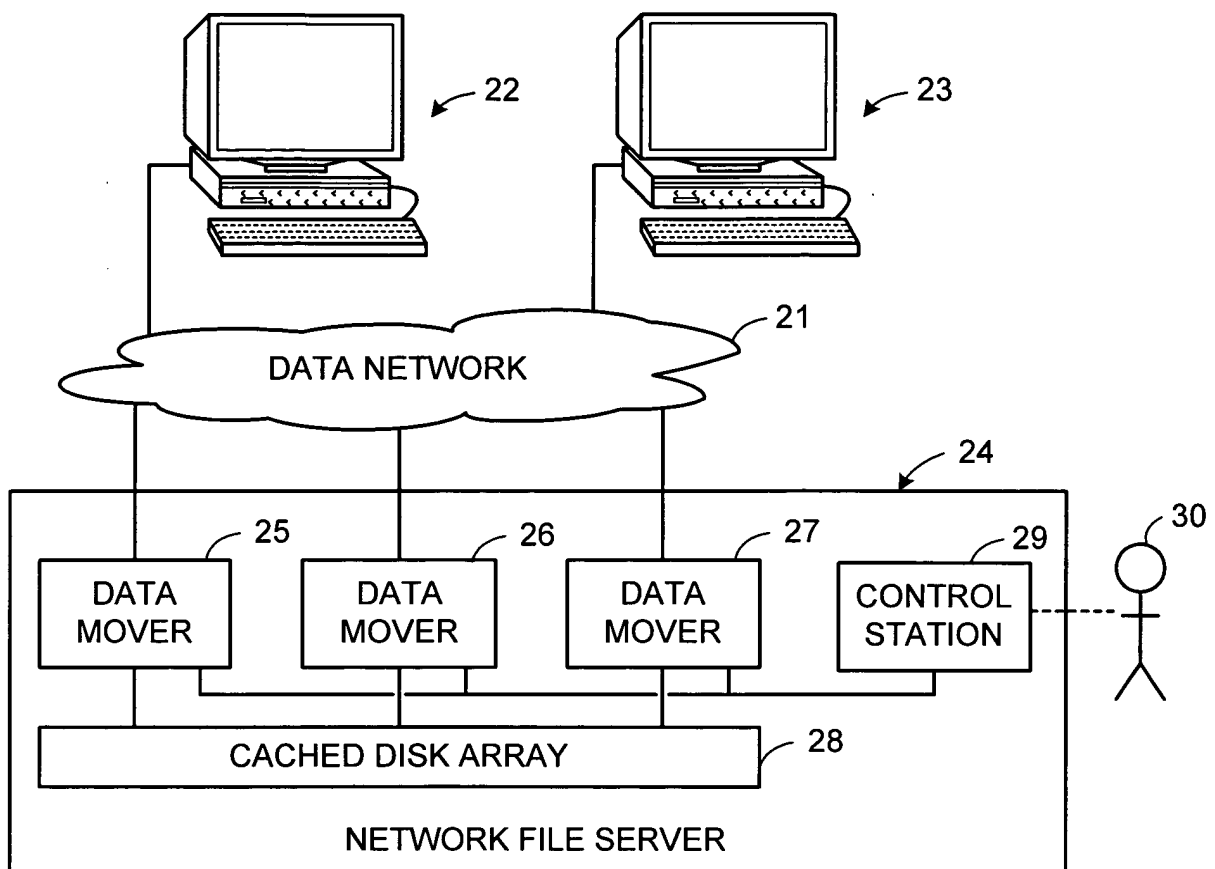 22
23
21
DATA NETWORK
24
25
26
27
29
30
DATA
MOVER
DATA
MOVER
DATA
MOVER
CONTROL
STATION
CACHED DISK ARRAY
28
NETWORK FILE SERVER